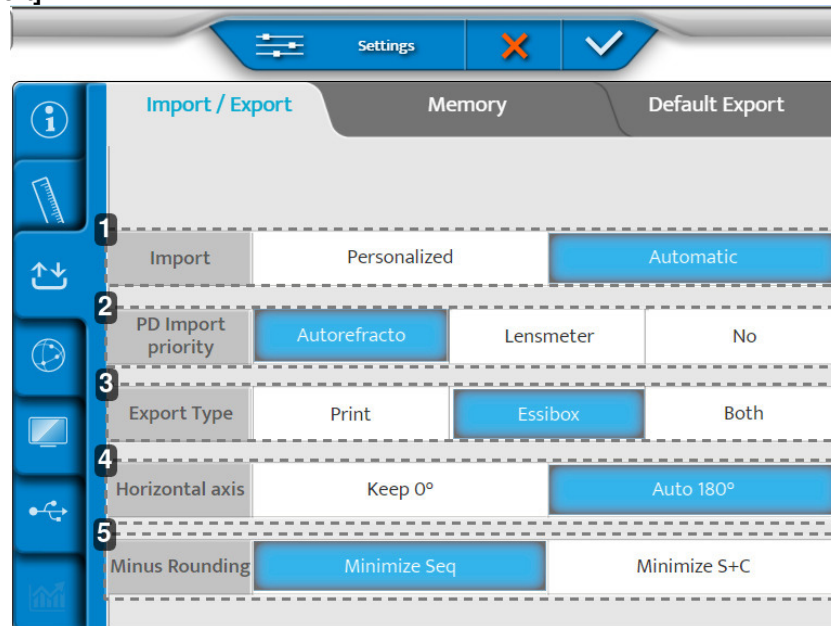 Settings
Import / Export Memory Default Export
1
Import Personalized Automatic
2
PD Import
priority Autorefracto Lensmeter No
3
Export Type Print Essibox Both
4
Horizontal axis Keep 0° Auto 180°
5
Minus Rounding Minimize Seq Minimize S+C